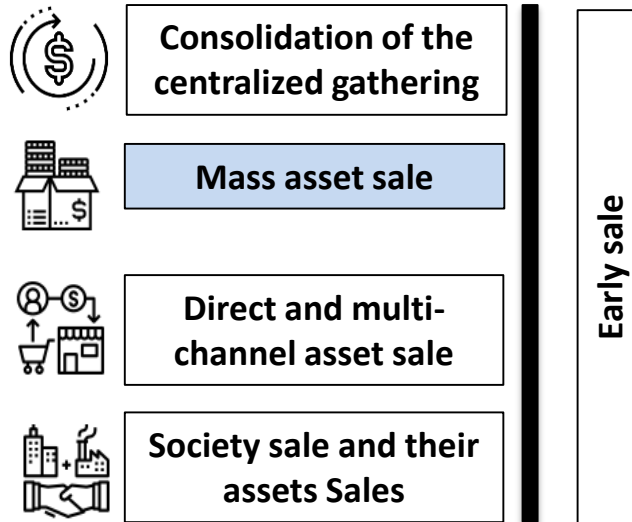 Consolidation of the
centralized gathering
Mass asset sale
Direct and multi-
channel asset sale
Society sale and their
assets Sales
Early sale
$
$
$